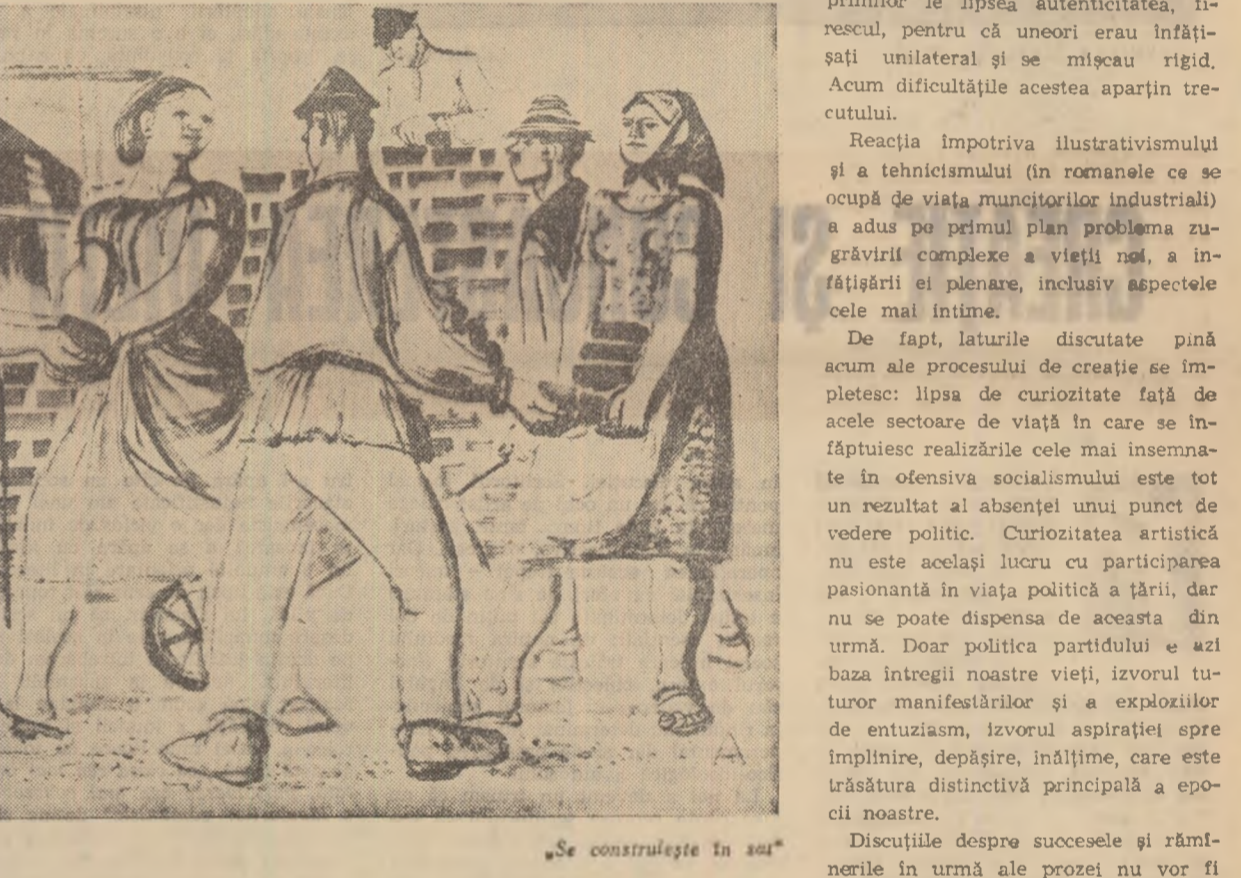 primilor le lipsea autenticitatea, fi-
rescul, pentru că uneori erau înfăți-
șați unilateral și se mișcau rigid.
Acum dificultățile acestea aparțin tre-
cutului.
Reacția împotriva ilustrativismului
și a tehnicismului (în romanele ce se
ocupă de viața muncitorilor industriali)
a adus pe primul plan problema zu-
grăvirii complexe a vieții noi, a în-
fățișării ei plenare, inclusiv aspectele
cele mai intime.
De fapt, laturile discutate pînă
acum ale procesului de creație se îm-
pletesc: lipsa de curiozitate față de
acele sectoare de viață în care se în-
făptuiesc realizările cele mai însemna-
te în ofensiva socialismului este tot
un rezultat al absenței unui punct de
vedere politic. Curiozitatea artistică
nu este același lucru cu participarea
pasionantă în viața politică a țării, dar
nu se poate dispensa de aceasta din
urmă. Doar politica partidului e azi
baza întregii noastre vieți, izvorul tu-
turor manifestărilor și a exploziilor
de entuziasm, izvorul aspirației spre
împlinire, depășire, înălțime, care este
trăsătura distinctivă principală a epo-
cii noastre.
Discuțiile despre succesele și rămî-
nerile în urmă ale prozei nu vor fi
„Se construiește în sat“
A